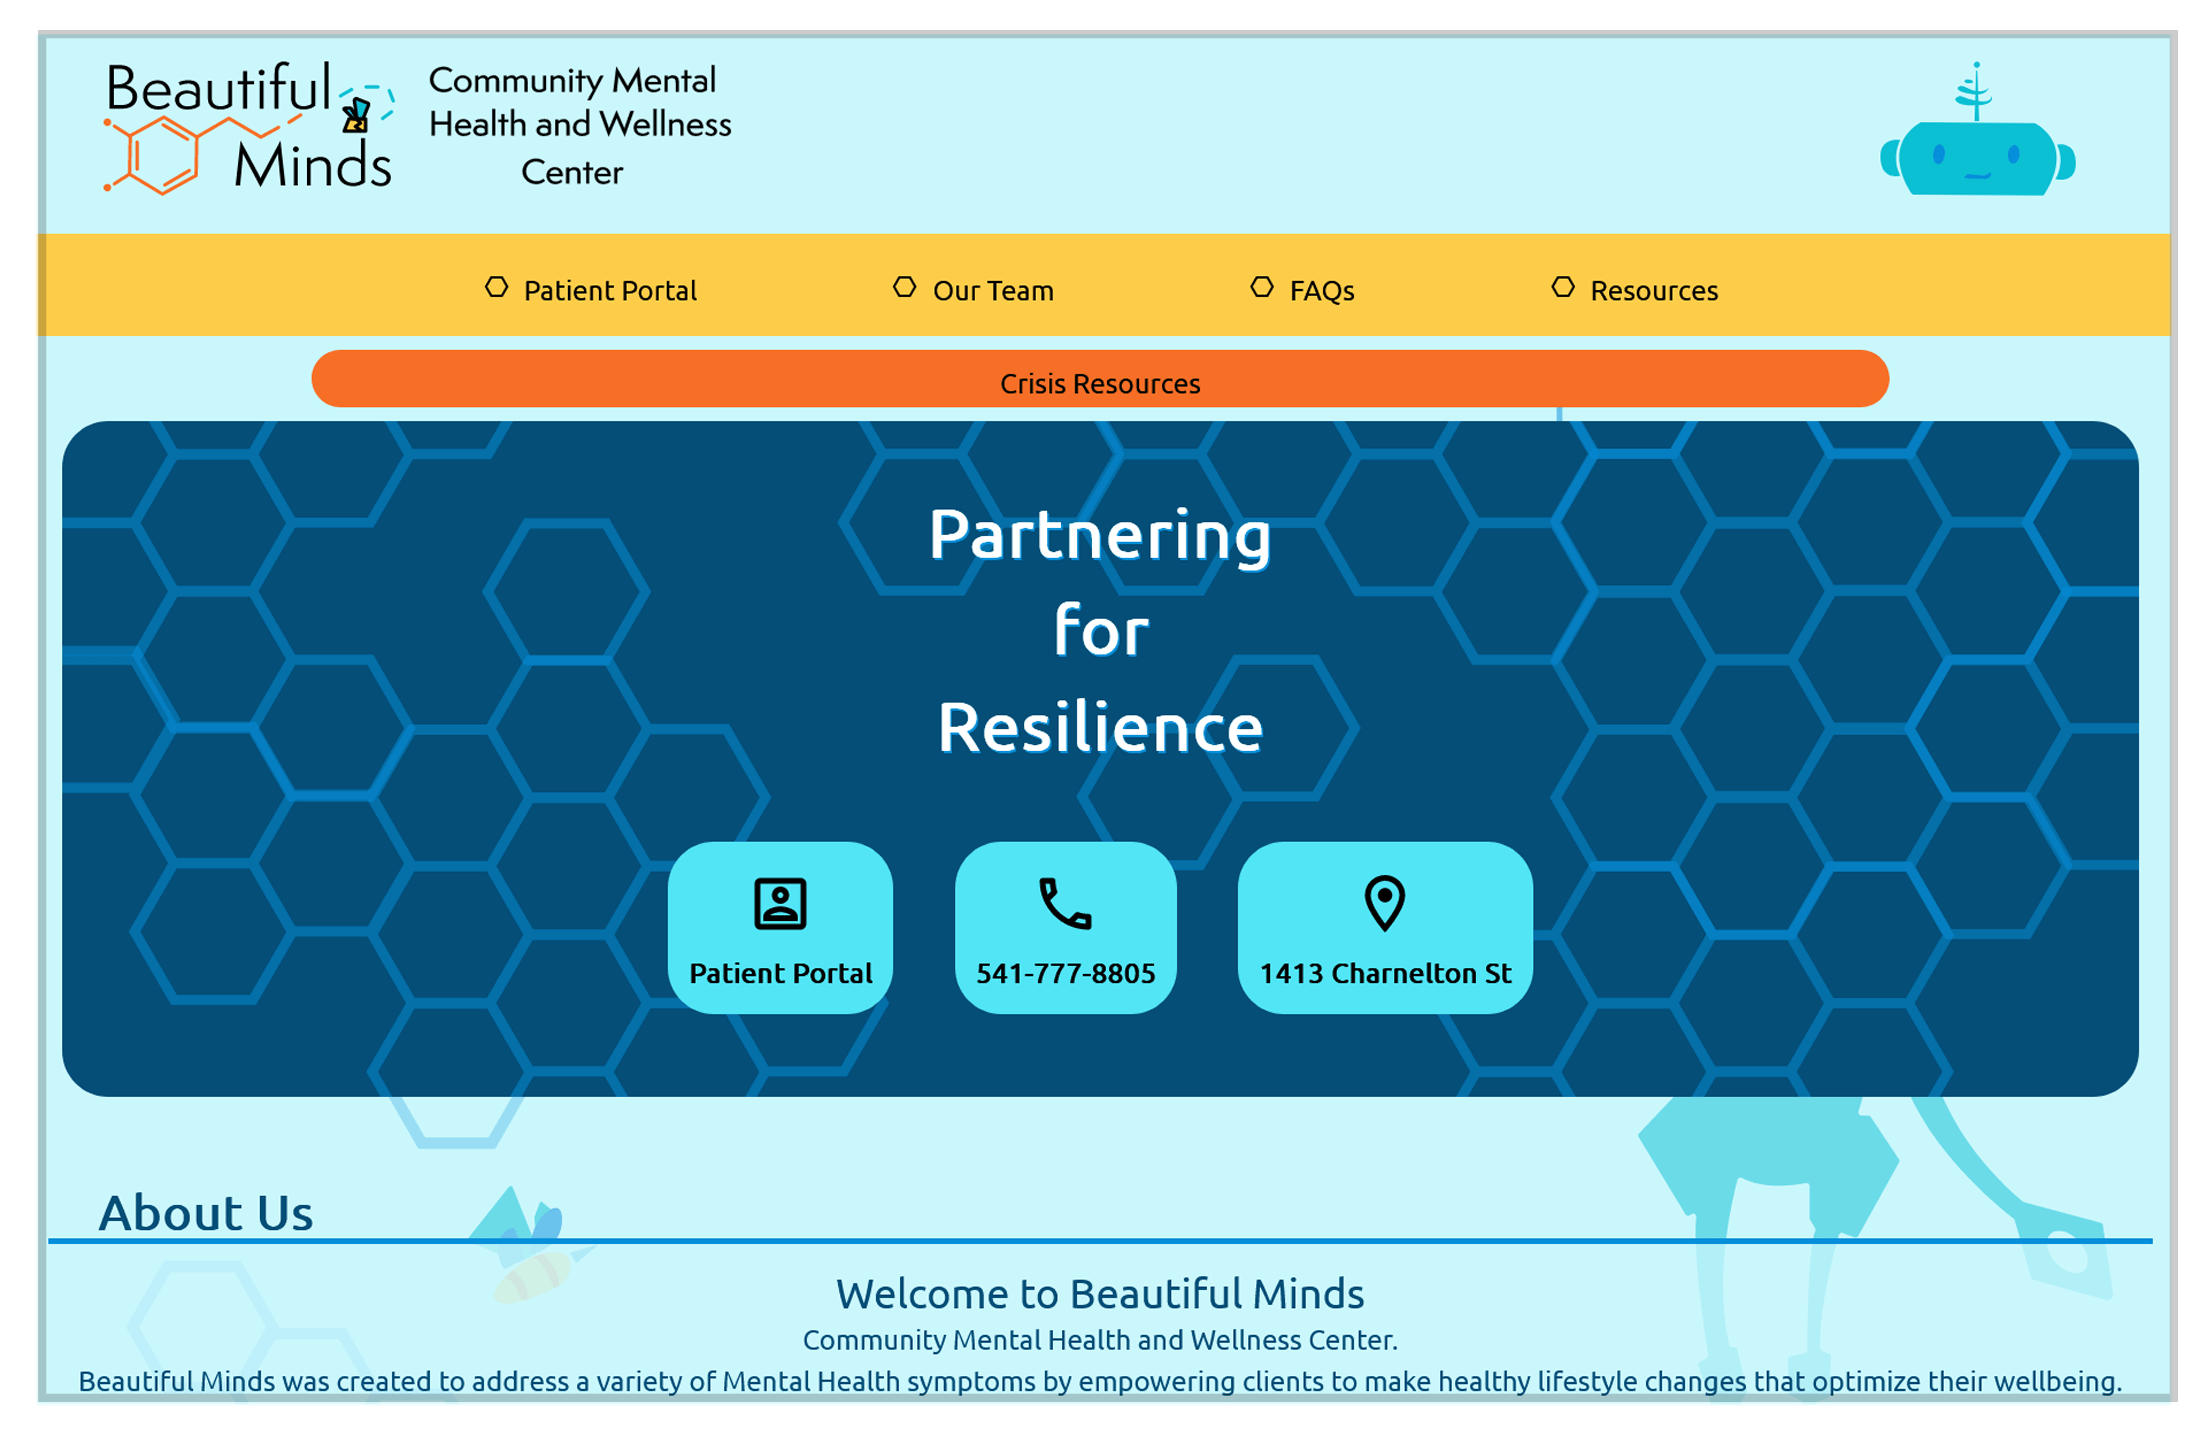 Beautiful
Minds
Community Mental
Health and Wellness
Center
Patient Portal
Our Team
FAQs
Resources
Crisis Resources
Partnering
for
Resilience
Patient Portal
541-777-8805
1413 Charnelton St
About Us
Welcome to Beautiful Minds
Community Mental Health and Wellness Center.
Beautiful Minds was created to address a variety of Mental Health symptoms by empowering clients to make healthy lifestyle changes that optimize their wellbeing.